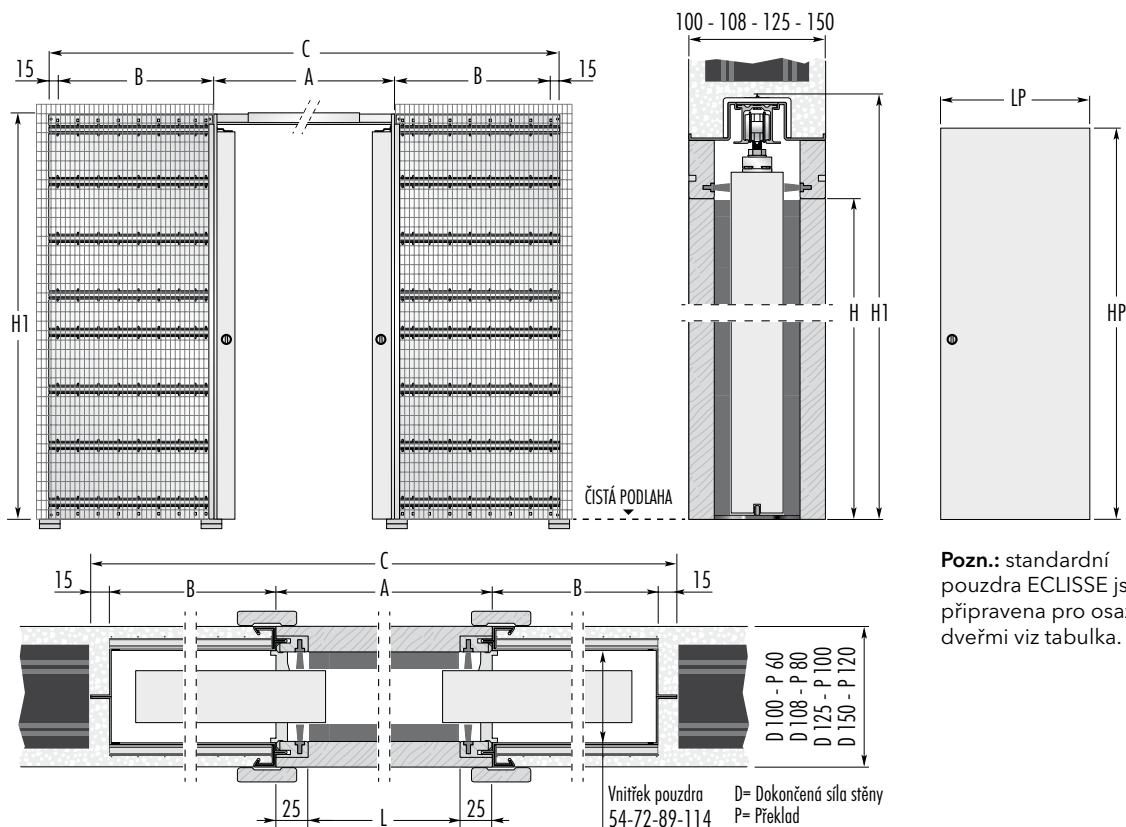 100 - 108 - 125 - 150
C
15
B
A
B
15
LP
H1
H
H1
HP
ČISTÁ PODLAHA
C
15
B
A
B
15
Pozn.: standardní
pouzdra ECLISSE
připravena pro
dveřmi viz tabulka.
D 100 - P 60
D 108 - P 80
D 125 - P 100
D 150 - P 120
25
L
25
Vnitřek pouzdra
54-72-89-114
D= Dokončená síla stěny
P= Překlad